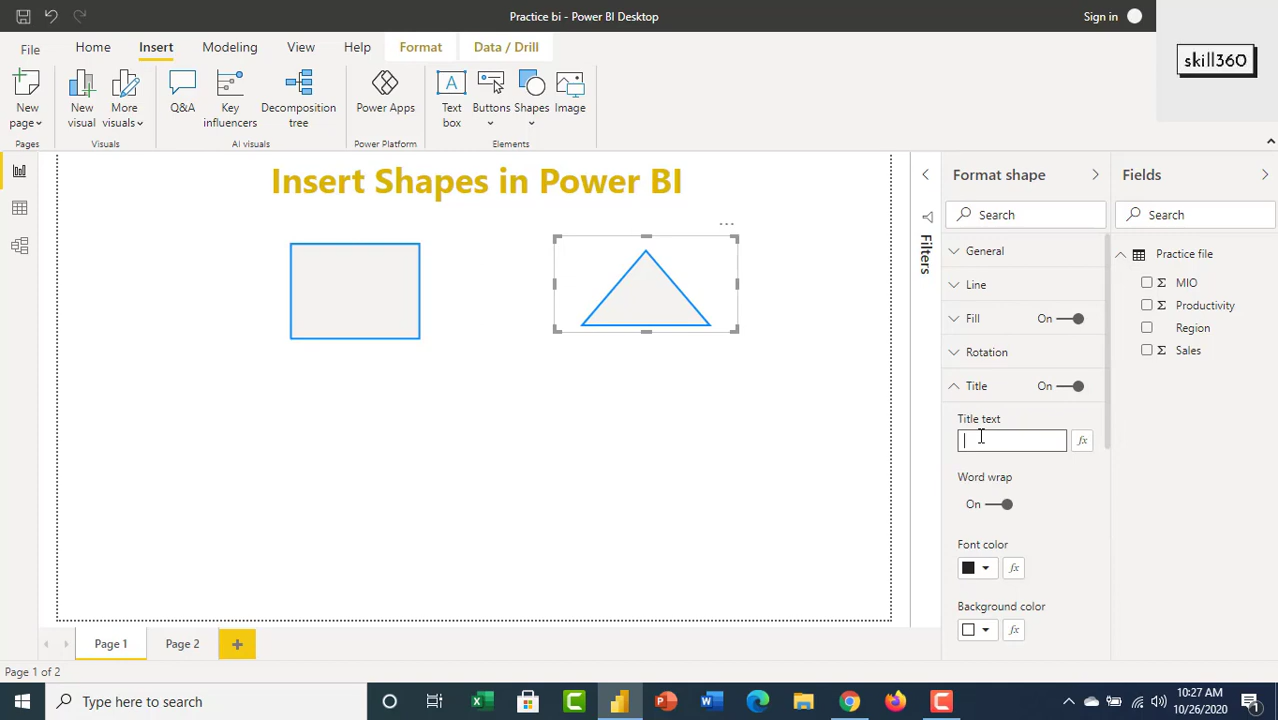 Practice bi - Power BI Desktop
Sign in
skill360
File
Home
Insert
Modeling
View
Help
Format
Data / Drill
New page
New visual
More visuals
Q&A
Key influencers
Decomposition tree
Power Apps
Text box
Buttons
Shapes
Image
Pages
Visuals
AI visuals
Power Platform
Elements
Insert Shapes in Power BI
Filters
Format shape
Search
General
Line
Fill On
Rotation
Title On
Title text
fx
Word wrap
On
Font color
fx
Background color
fx
Fields
Search
Practice file
Σ MIO
Σ Productivity
Region
Σ Sales
Page 1
Page 2
Page 1 of 2
Type here to search
10:27 AM
10/26/2020
1